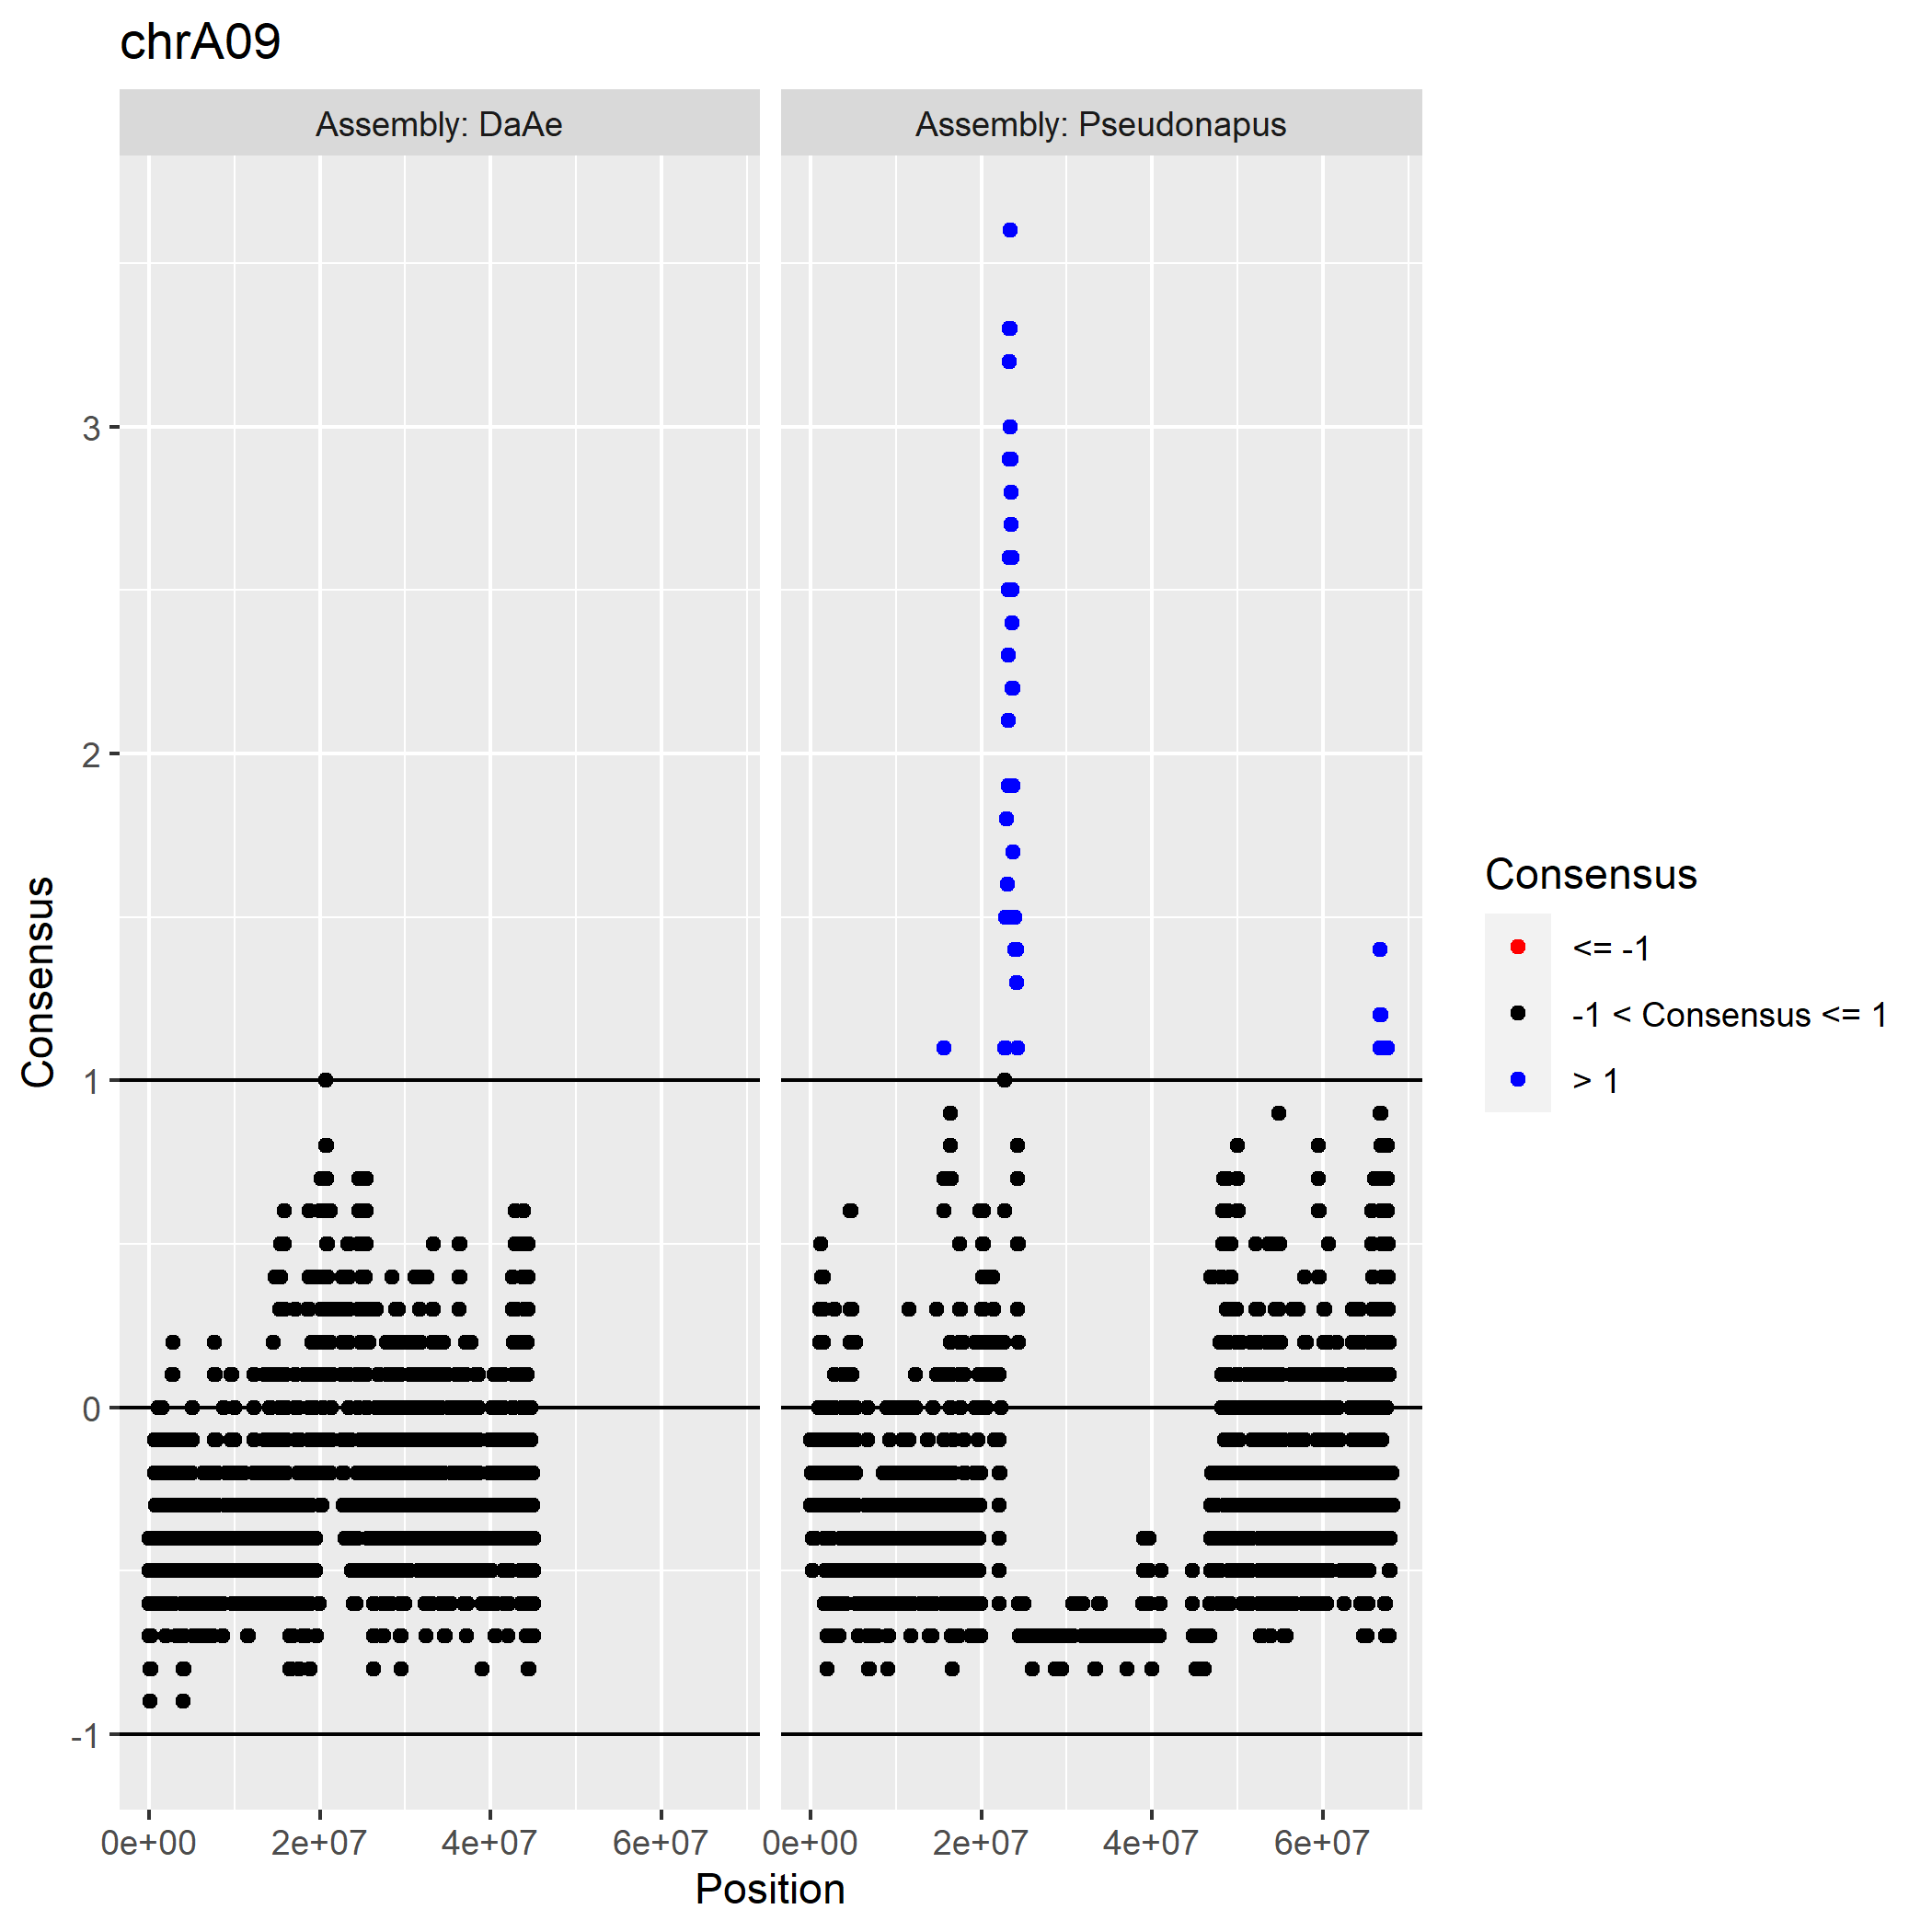 chrA09
Assembly: DaAe
Assembly: Pseudonapus
3
2
1
0
-1
Consensus
0e+00 2e+07 4e+07 6e+07 0e+00 2e+07 4e+07 6e+07
Position
Consensus
<= -1
-1 < Consensus <= 1
> 1